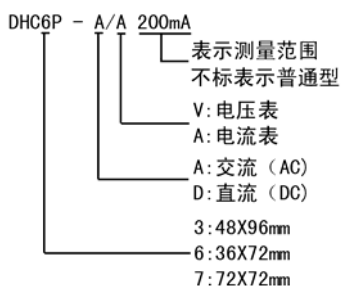 DHC6P - A/A 200mA
表示测量范围
不标表示普通型
V:电压表
A:电流表
A:交流（AC)
D:直流（DC)
3:48X96mm
6:36X72mm
7:72X72mm